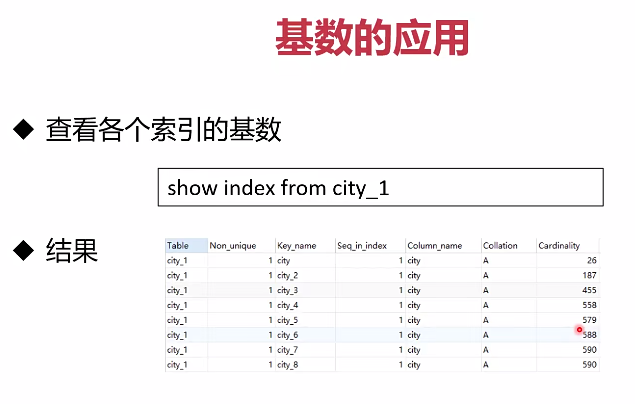 基数的应用
◆ 查看各个索引的基数
show index from city_1
◆ 结果
Table Non_unique Key_name Seq_in_index Column_name Collation Cardinality
city_1 1 city 1 city A 26
city_1 1 city_2 1 city A 187
city_1 1 city_3 1 city A 455
city_1 1 city_4 1 city A 558
city_1 1 city_5 1 city A 579
city_1 1 city_6 1 city A 588
city_1 1 city_7 1 city A 590
city_1 1 city_8 1 city A 590